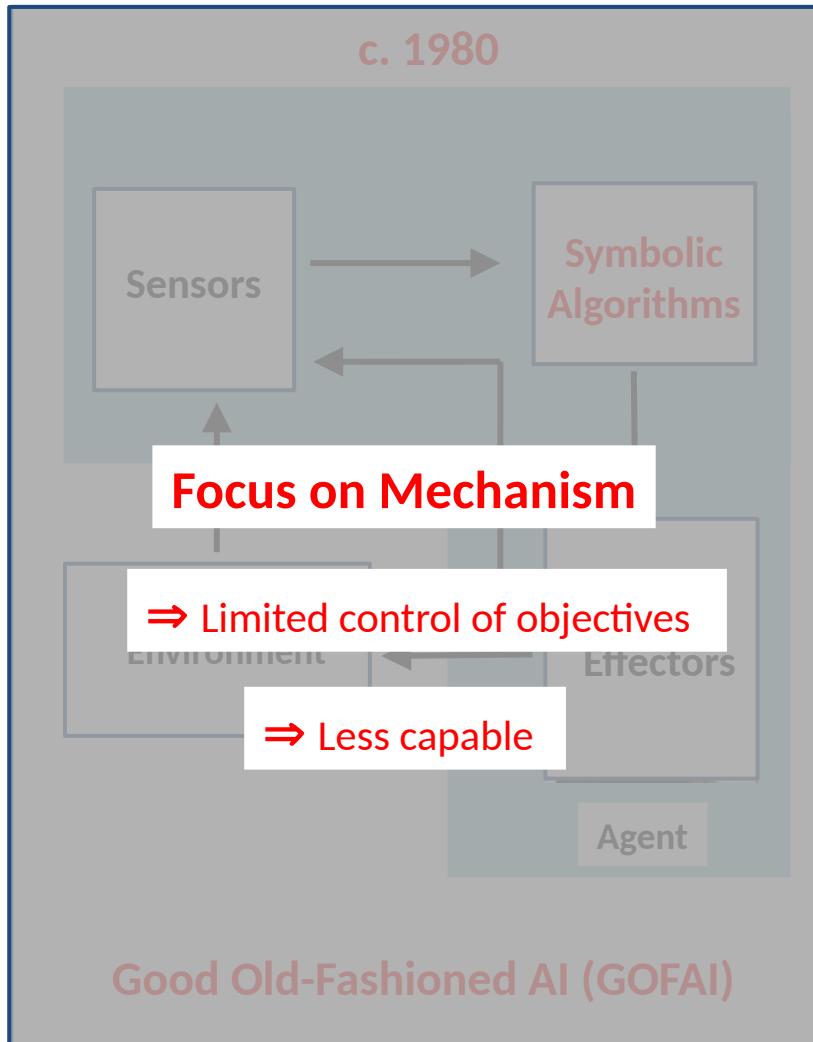 c. 1980
Sensors
Symbolic
Algorithms
Focus on Mechanism
⇒ Limited control of objectives
Environment
Effectors
⇒ Less capable
Agent
Good Old-Fashioned AI (GOFAI)